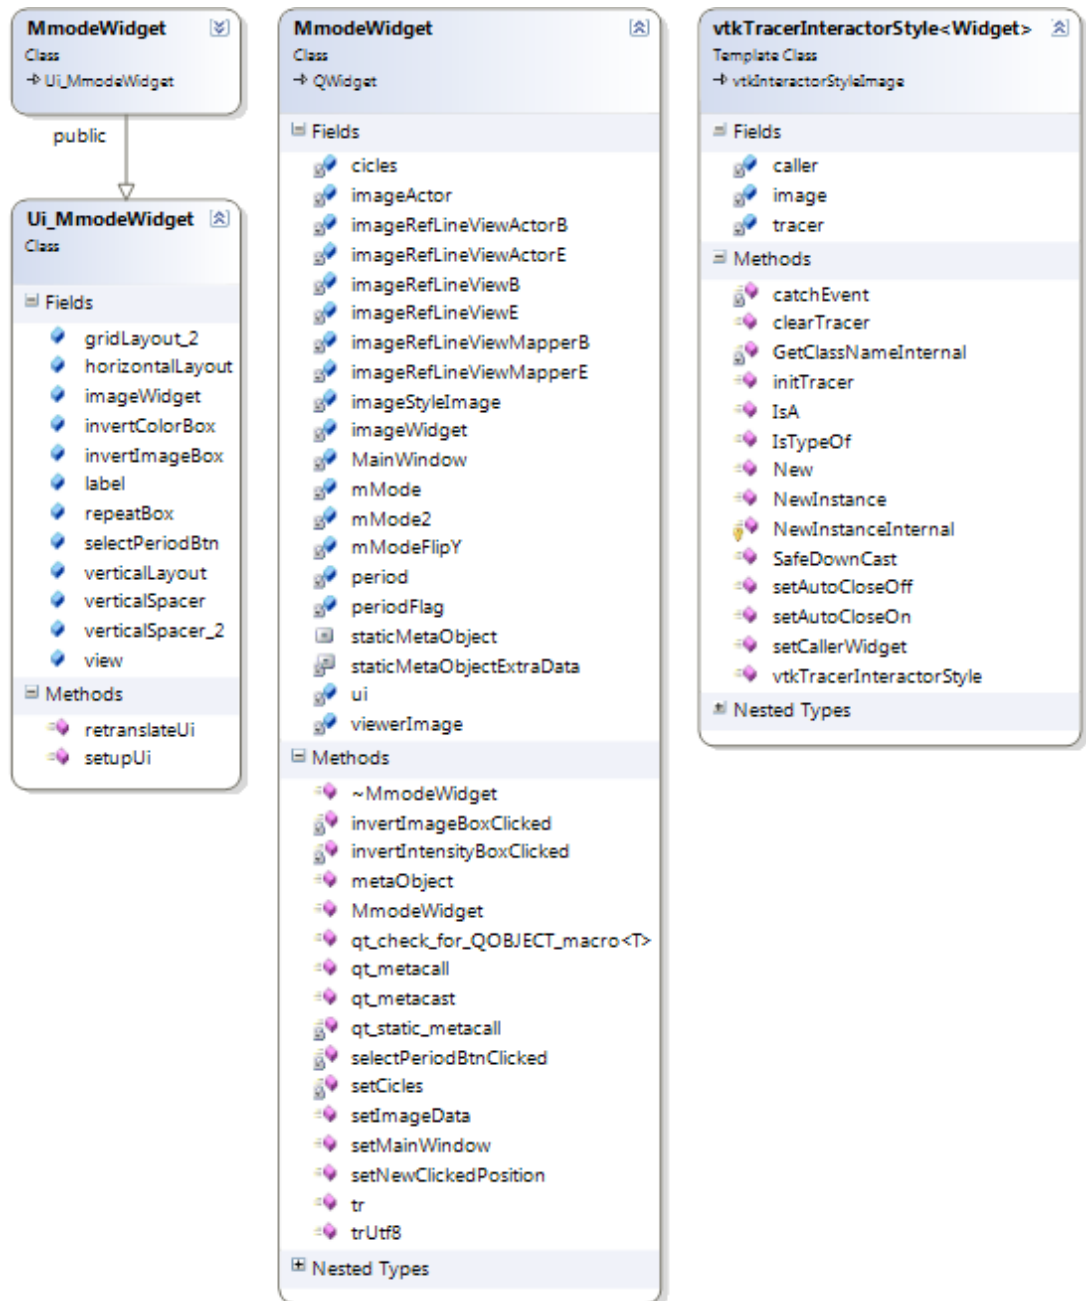 MmodeWidget
Class
Ui_MmodeWidget
public
Ui_MmodeWidget
Class
Fields
gridLayout_2
horizontalLayout
imageWidget
invertColorBox
invertImageBox
label
repeatBox
selectPeriodBtn
verticalLayout
verticalSpacer
verticalSpacer_2
view
Methods
retranslateUi
setupUi
MmodeWidget
Class
QWidget
Fields
cicles
imageActor
imageRefLineViewActorB
imageRefLineViewActorE
imageRefLineViewB
imageRefLineViewE
imageRefLineViewMapperB
imageRefLineViewMapperE
imageStyleImage
imageWidget
MainWindow
mMode
mMode2
mModeFlipY
period
periodFlag
staticMetaObject
staticMetaObjectExtraData
ui
viewerImage
Methods
~MmodeWidget
invertImageBoxClicked
invertIntensityBoxClicked
metaObject
MmodeWidget
qt_check_for_QOBJECT_macro<T>
qt_metacall
qt_metacast
qt_static_metacall
selectPeriodBtnClicked
setCicles
setImageData
setMainWindow
setNewClickedPosition
tr
trUtf8
Nested Types
vtkTracerInteractorStyle<Widget>
Template Class
vtkInteractorStyleImage
Fields
caller
image
tracer
Methods
catchEvent
clearTracer
GetClassNameInternal
initTracer
IsA
IsTypeOf
New
NewInstance
NewInstanceInternal
SafeDownCast
setAutoCloseOff
setAutoCloseOn
setCallerWidget
vtkTracerInteractorStyle
Nested Types